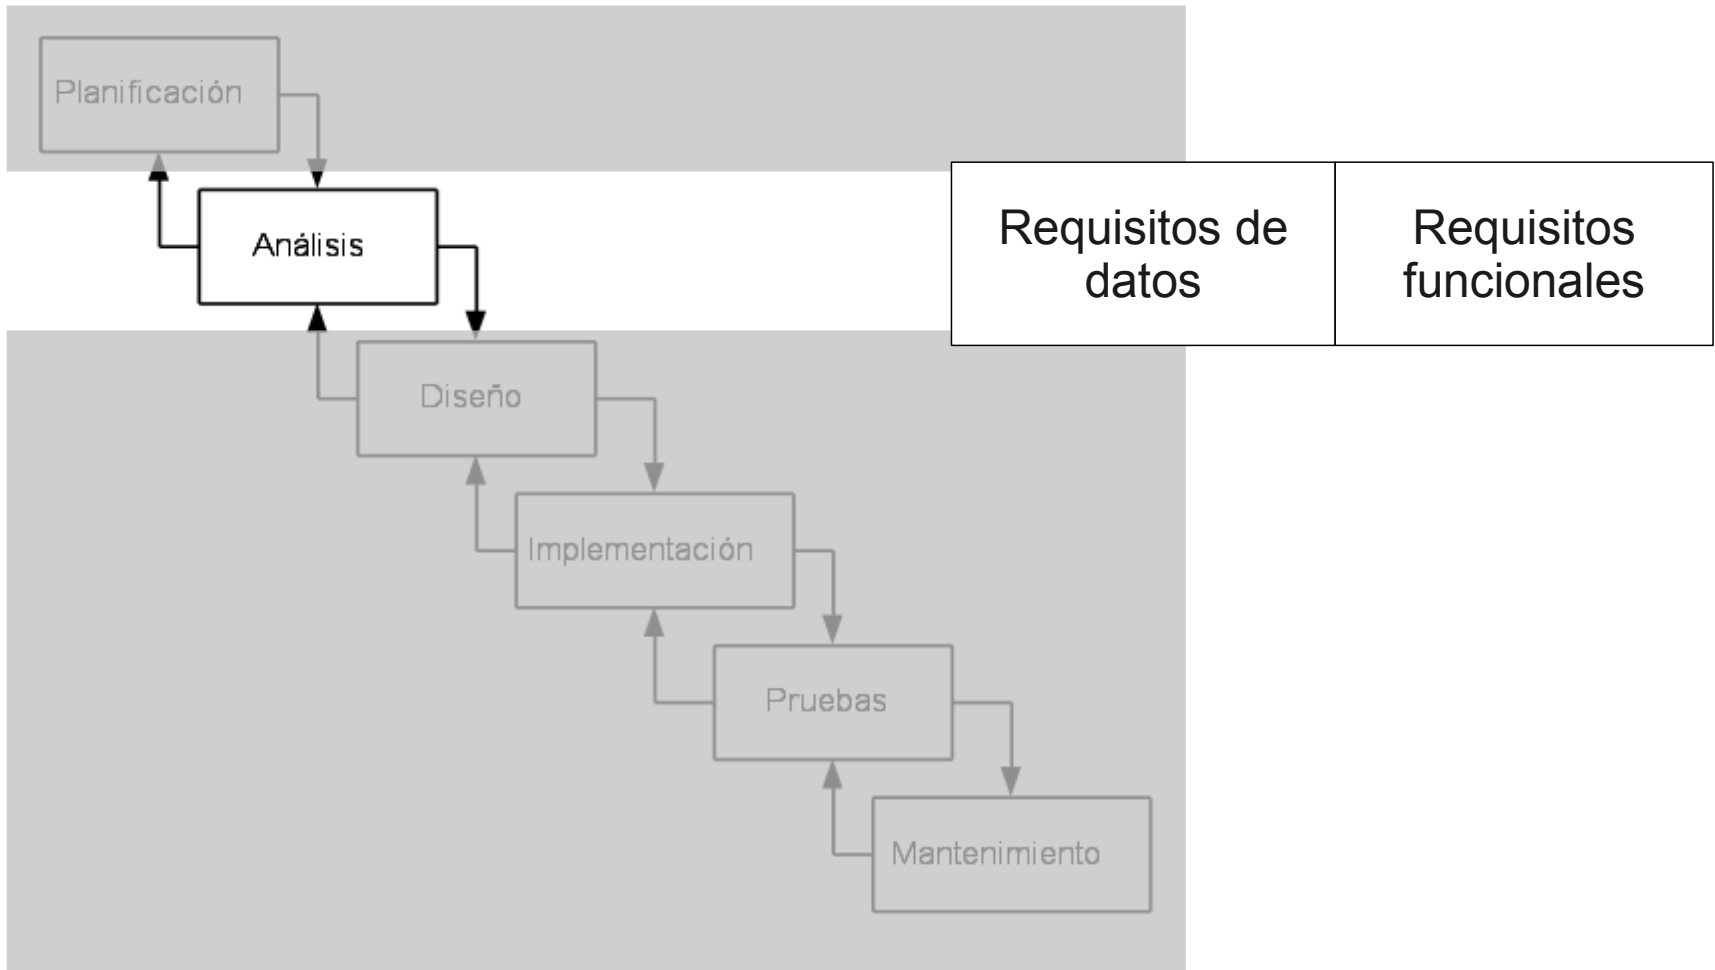 Planificación
Análisis
Requisitos de
datos
Requisitos
funcionales
Diseño
Implementación
Pruebas
Mantenimiento